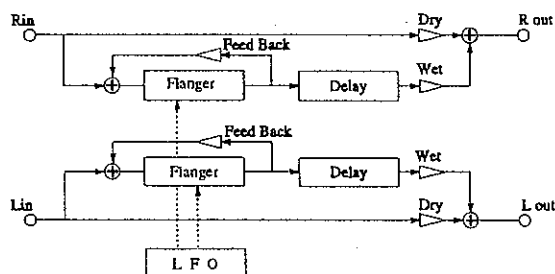 Rin
Dry
R out
Feed Back
Wet
Flanger
Delay
Feed Back
Wet
Flanger
Delay
Lin
Dry
L out
L F O